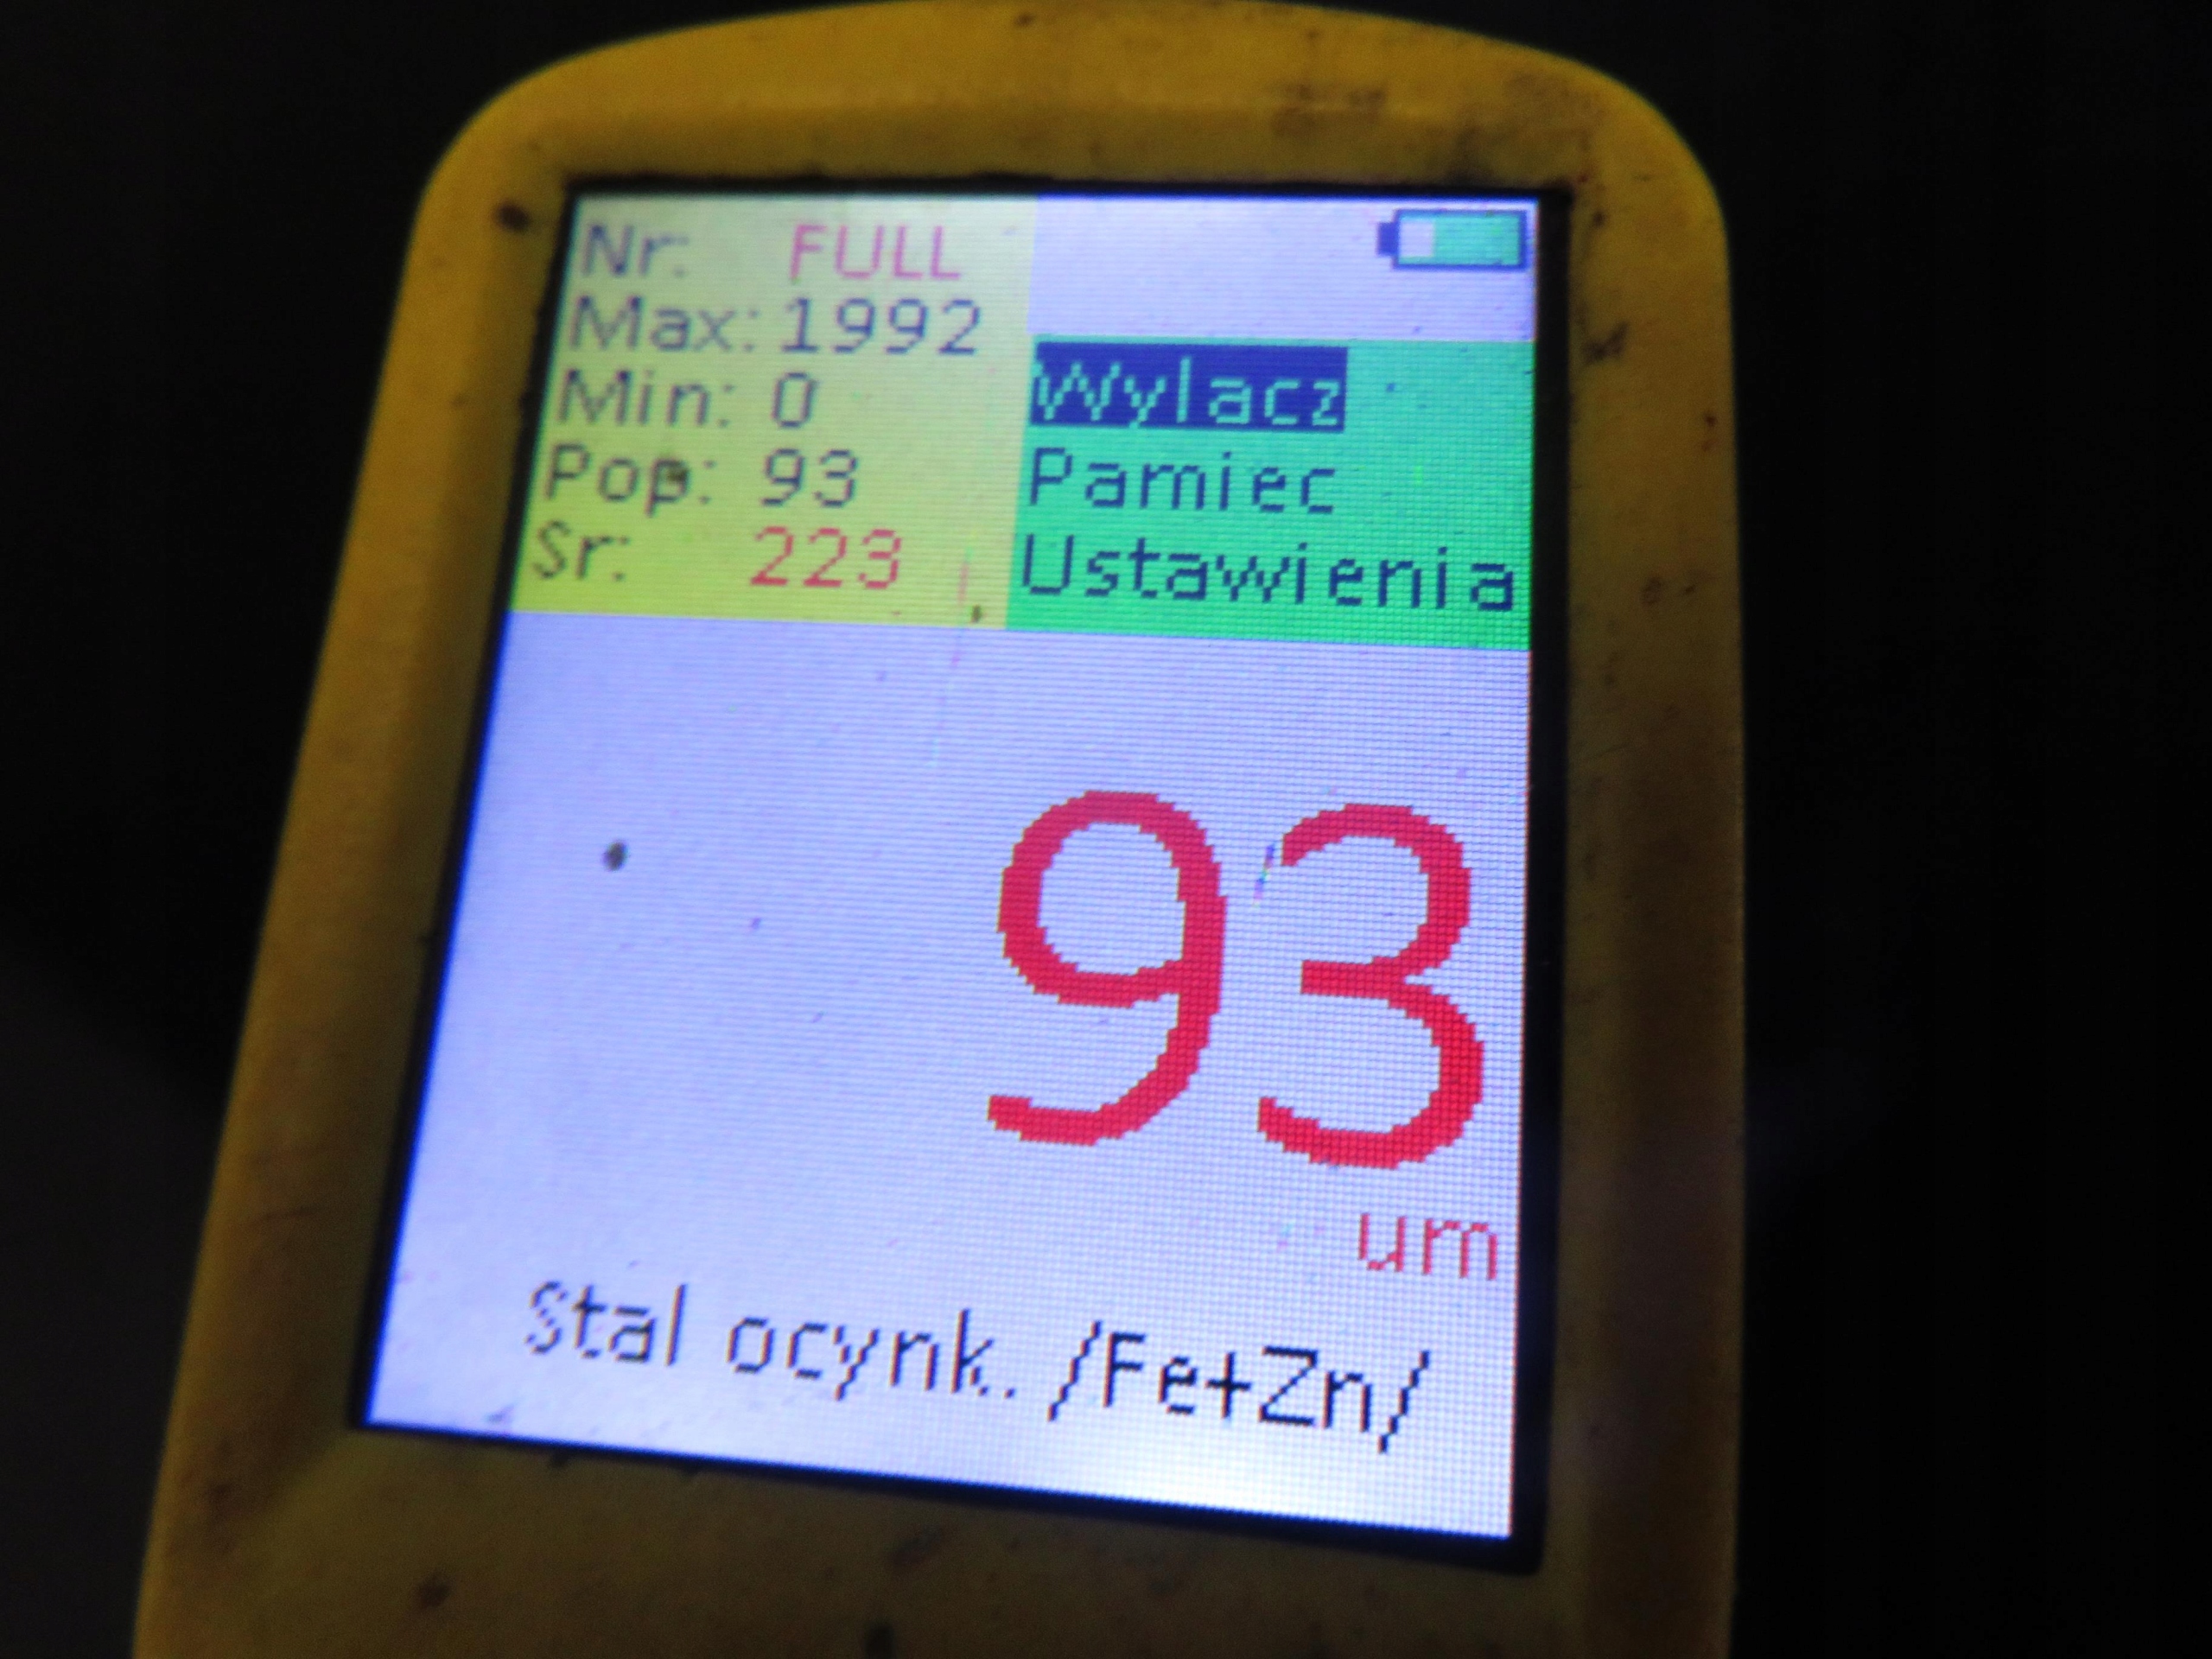 Nr: FULL
Max: 1992
Min: 0
Pop: 93
Sr: 223
Wylacz
Pamiec
Ustawienia
93
um
Stal ocynk. /Fe+Zn/